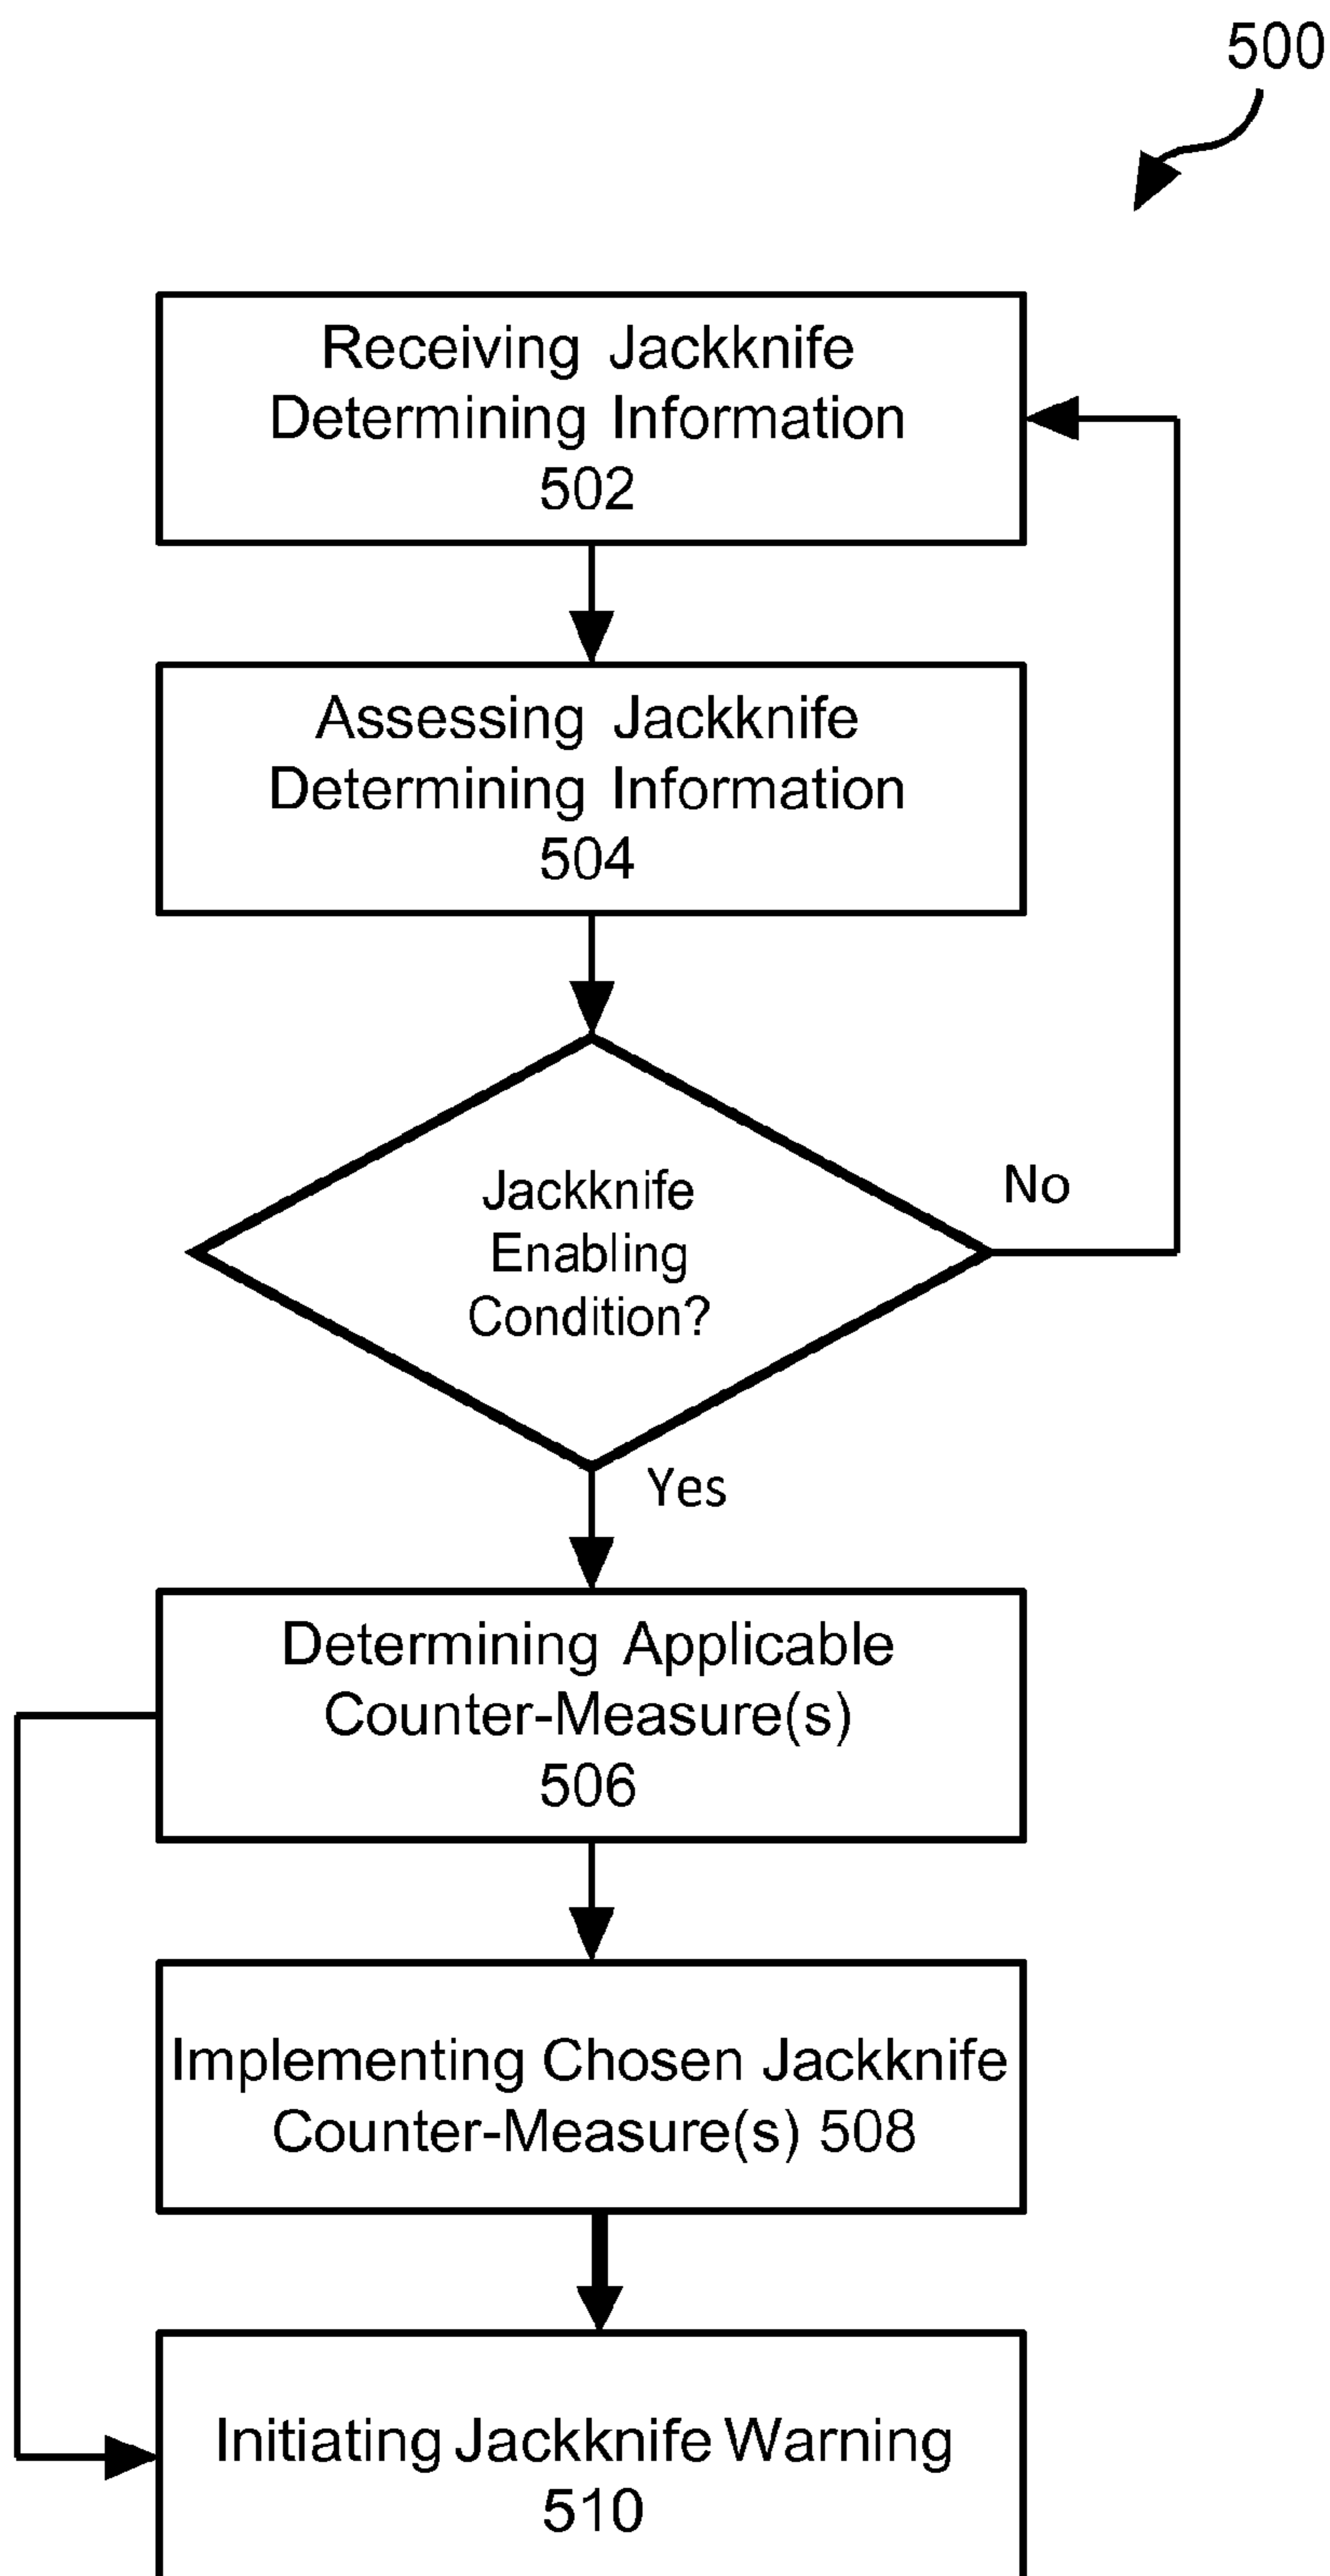 500
Receiving Jackknife
Determining Information
502
Assessing Jackknife
Determining Information
504
Jackknife
Enabling
Condition?
No
Yes
Determining Applicable
Counter-Measure(s)
506
Implementing Chosen Jackknife
Counter-Measure(s) 508
Initiating Jackknife Warning
510